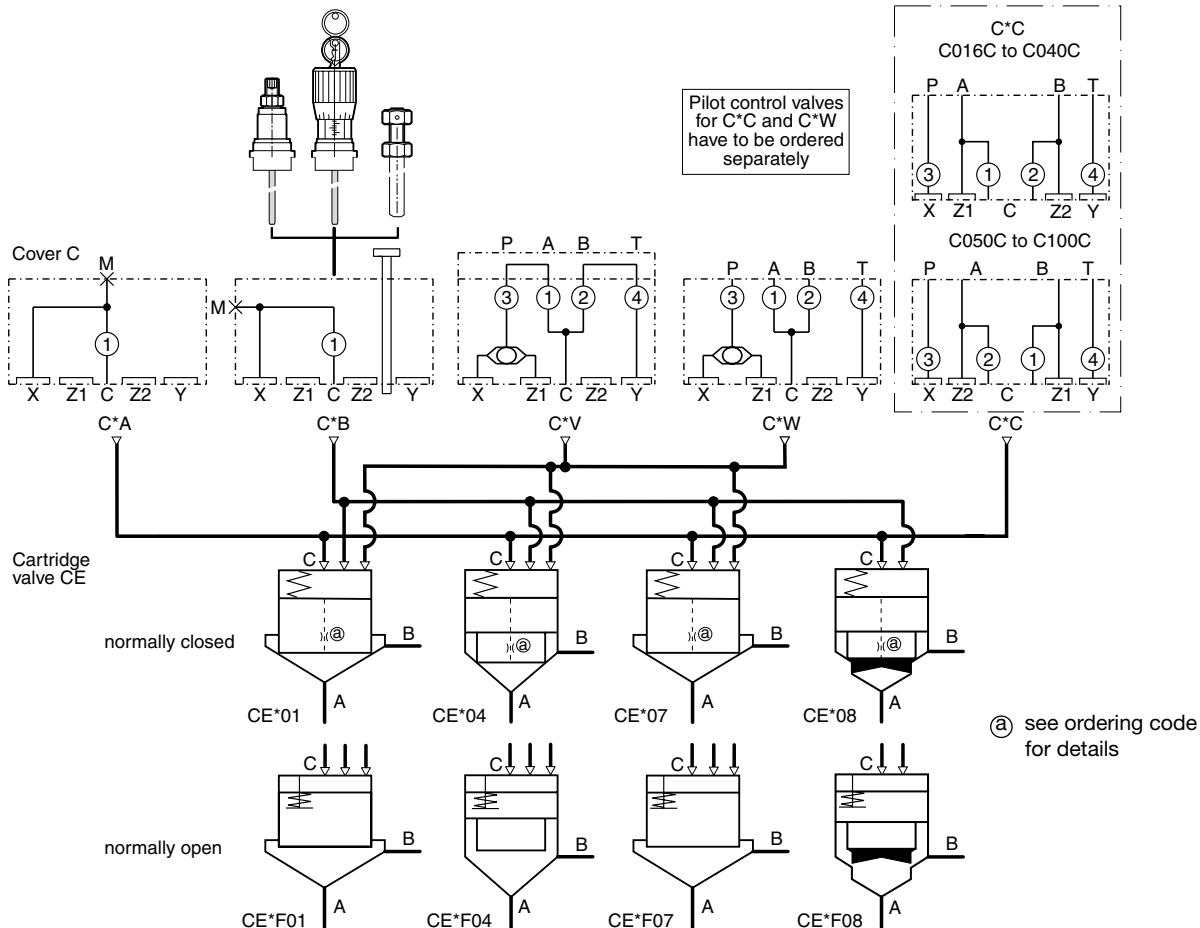 C*C
C016C to C040C
P A B T
3 1 2 4
X Z1 C Z2 Y
C050C to C100C
P A B T
3 2 1 4
X Z2 C Z1 Y
C*C
Pilot control valves
for C*C and C*W
have to be ordered
separately
Cover C
M
1
X Z1 C Z2 Y
C*A
M
1
X Z1 C Z2 Y
C*B
P A B T
3 1 2 4
X Z1 C Z2 Y
C*V
P A B T
3 1 2 4
X Z1 C Z2 Y
C*W
Cartridge
valve CE
normally closed
C
a
B
A
CE*01
C
a
B
A
CE*04
C
a
B
A
CE*07
C
a
B
A
CE*08
a see ordering code
for details
normally open
C
B
A
CE*F01
C
B
A
CE*F04
C
B
A
CE*F07
C
B
A
CE*F08